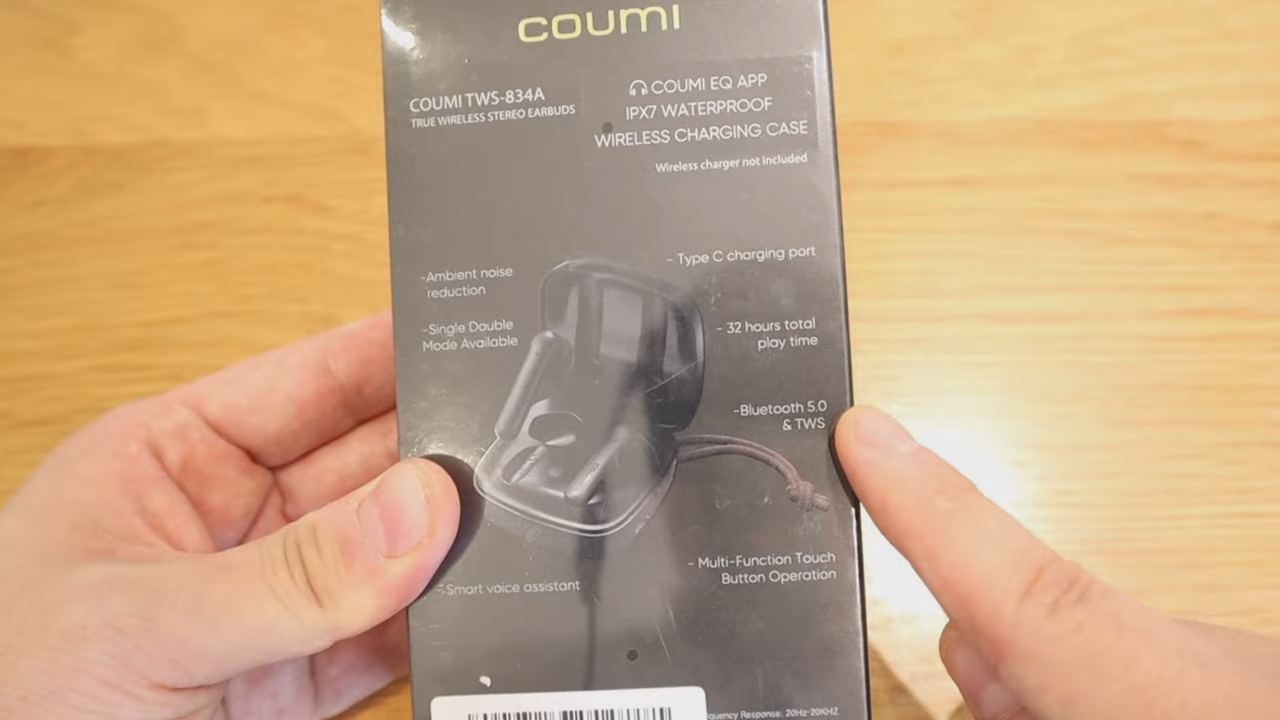 coumi
COUMI TWS-834A
TRUE WIRELESS STEREO EARBUDS
COUMI EQ APP
IPX7 WATERPROOF
WIRELESS CHARGING CASE
Wireless charger not included
-Ambient noise
reduction
-Single Double
Mode Available
- Type C charging port
- 32 hours total
play time
-Bluetooth 5.0
& TWS
- Multi-Function Touch
Button Operation
-Smart voice assistant
Response: 20Hz-20KHZ